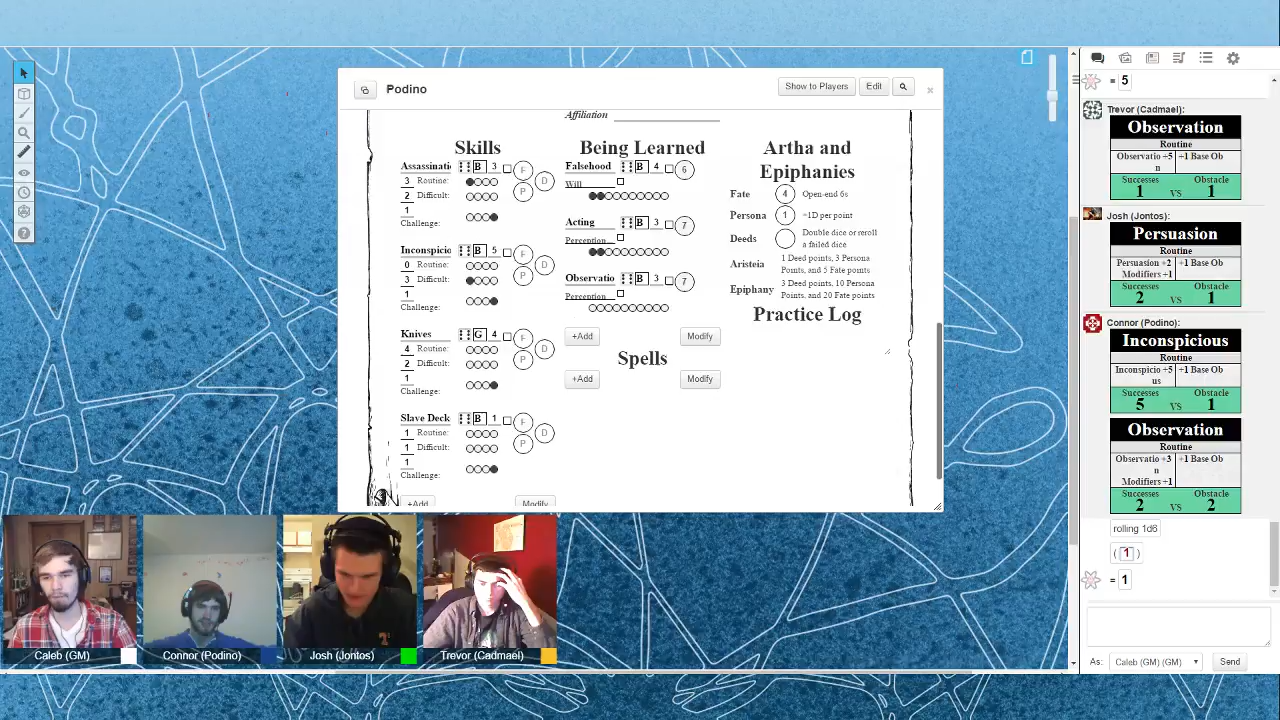 Podino
Show to Players
Edit
Affiliation
Skills
Being Learned
Artha and
Epiphanies
Assassinati
B 3
F
D
P
3 Routine:
2 Difficult:
1
Challenge:
Inconspicio
B 5
F
D
P
0 Routine:
3 Difficult:
1
Challenge:
Knives
G 4
F
D
P
4 Routine:
2 Difficult:
1
Challenge:
Slave Deck
B 1
F
D
P
1 Routine:
1 Difficult:
1
Challenge:
+Add
Modify
Falsehood
B 4
6
Will
Acting
B 3
7
Perception
Observatio
B 3
7
Perception
+Add
Modify
Spells
+Add
Modify
Fate 4 Open-end 6s
Persona 1 +1D per point
Deeds
Double dice or reroll
a failed dice
Aristeia
1 Deed points, 3 Persona
Points, and 5 Fate points
Epiphany
3 Deed points, 10 Persona
Points, and 20 Fate points
Practice Log
= 5
Trevor (Cadmael):
Observation
Routine
Observatio +5
n
+1 Base Ob
Successes
Obstacle
1 VS 1
Josh (Jontos):
Persuasion
Routine
Persuasion +2
Modifiers +1
+1 Base Ob
Successes
Obstacle
2 VS 1
Connor (Podino):
Inconspicious
Routine
Inconspicio +5
us
+1 Base Ob
Successes
Obstacle
5 VS 1
Observation
Routine
Observatio +3
n
Modifiers +1
+1 Base Ob
Successes
Obstacle
2 VS 2
rolling 1d6
( 1 )
= 1
As:
Caleb (GM) (GM)
Send
Caleb (GM)
Connor (Podino)
Josh (Jontos)
Trevor (Cadmael)